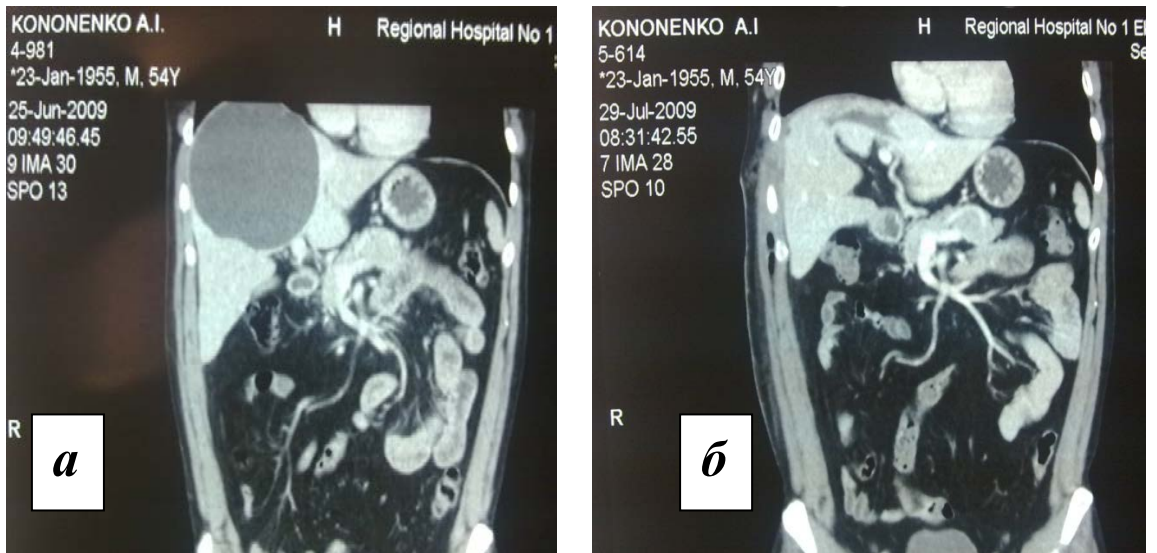 KONONENKO A.I.
4-981
*23-Jan-1955, M, 54Y
25-Jun-2009
09:49:46.45
9 IMA 30
SPO 13
H
Regional Hospital No 1
R
а
KONONENKO A.I
5-614
*23-Jan-1955, M, 54Y
29-Jul-2009
08:31:42.55
7 IMA 28
SPO 10
H
Regional Hospital No 1 El
Se
R
б